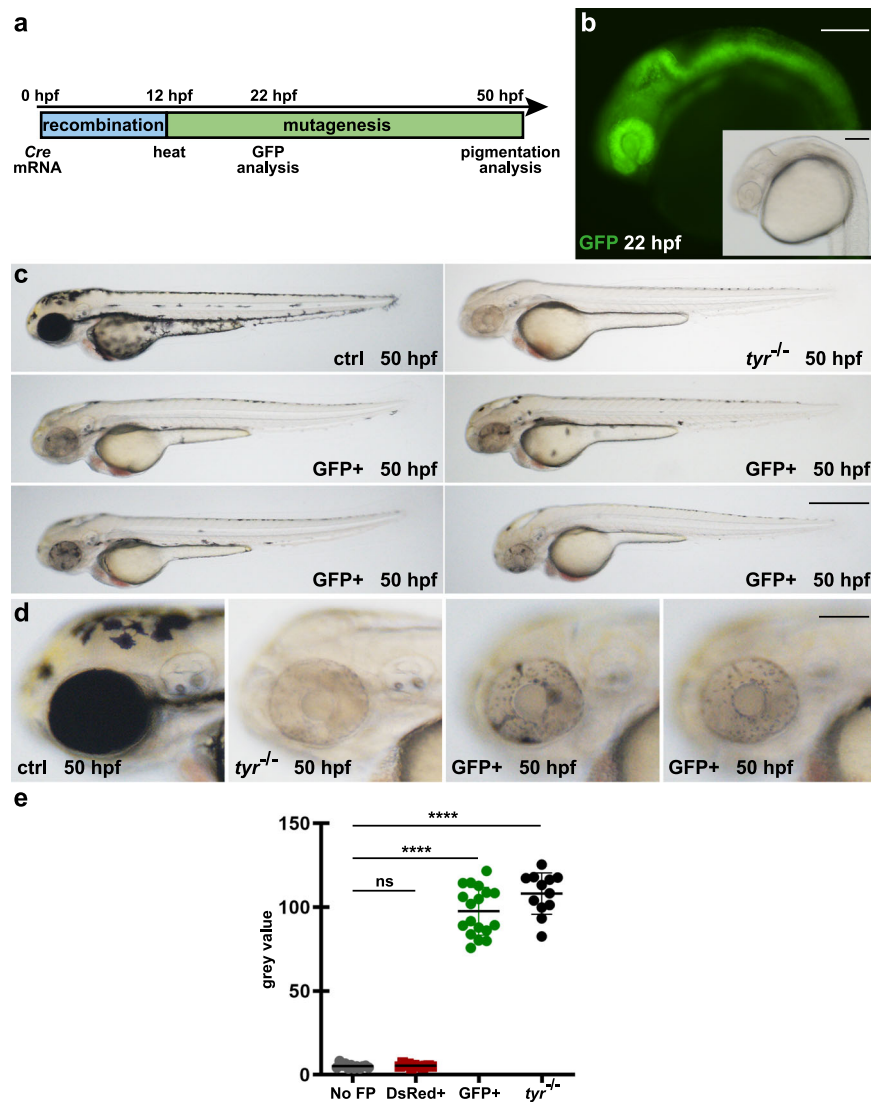 a
0 hpf 12 hpf 22 hpf 50 hpf
recombination mutagenesis
Cre mRNA heat GFP analysis pigmentation analysis
b
GFP 22 hpf
c
ctrl 50 hpf
tyr-/- 50 hpf
GFP+ 50 hpf
GFP+ 50 hpf
GFP+ 50 hpf
GFP+ 50 hpf
d
ctrl 50 hpf
tyr-/- 50 hpf
GFP+ 50 hpf
GFP+ 50 hpf
e
****
****
ns
150
100
50
0
grey value
No FP DsRed+ GFP+ tyr-/-